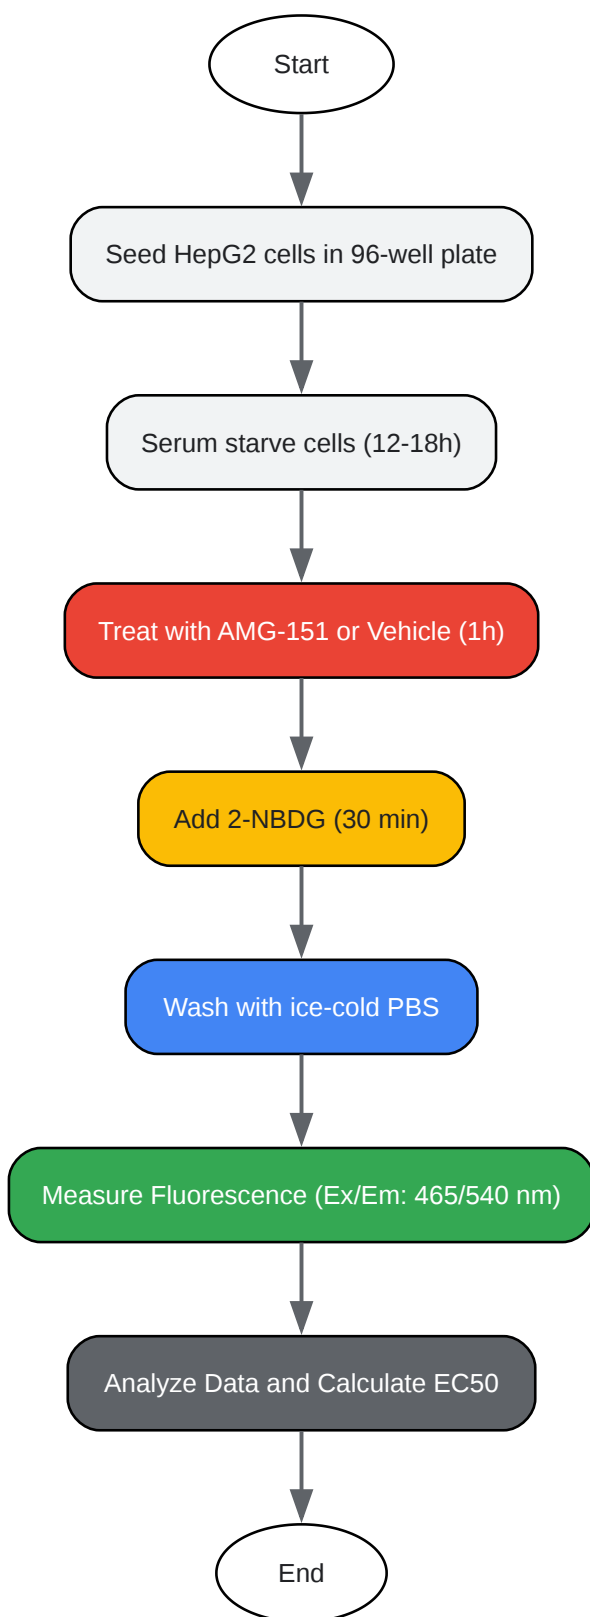 Start
Seed HepG2 cells in 96-well plate
Serum starve cells (12-18h)
Treat with AMG-151 or Vehicle (1h)
Add 2-NBDG (30 min)
Wash with ice-cold PBS
Measure Fluorescence (Ex/Em: 465/540 nm)
Analyze Data and Calculate EC50
End